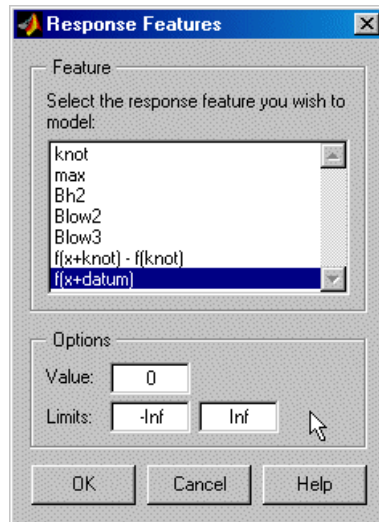 Response Features
Feature
Select the response feature you wish to
model:
knot
max
Bh2
Blow2
Blow3
f(x+knot) - f(knot)
f(x+datum)
Options
Value: 0
Limits: -Inf Inf
OK Cancel Help